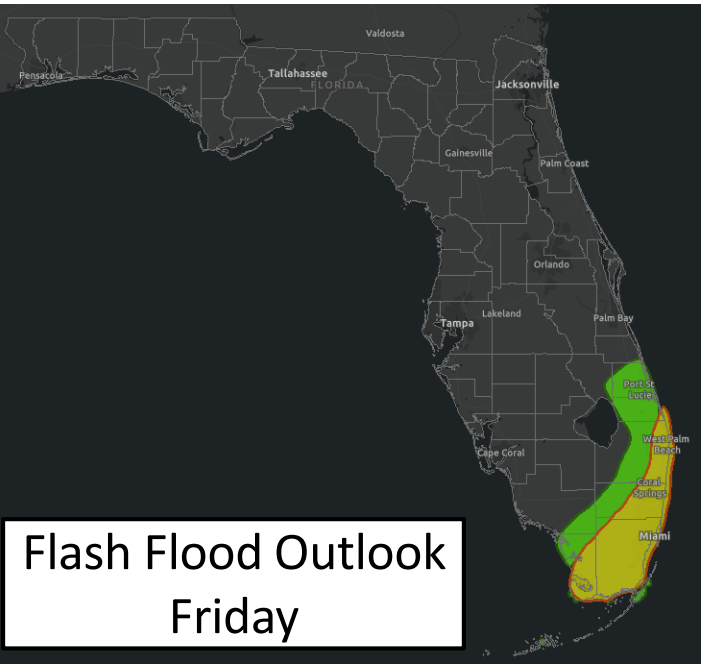 Valdosta
Pensacola
Tallahassee
FLORIDA
Jacksonville
Gainesville
Palm Coast
Orlando
Lakeland
Palm Bay
Tampa
Port St
Lucie
West Palm
Beach
Cape Coral
Coral
Springs
Miami
Flash Flood Outlook
Friday